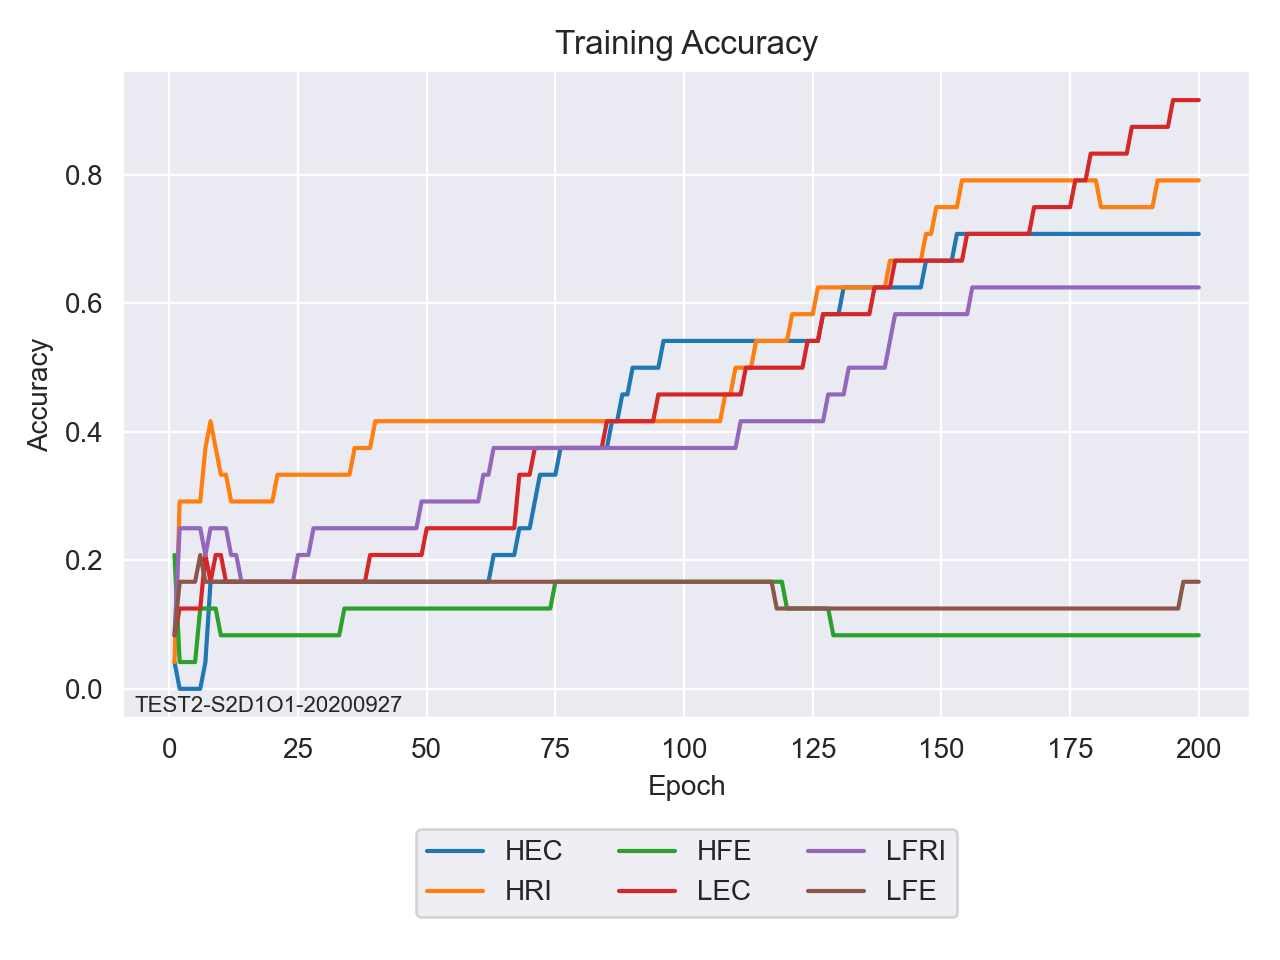 Training Accuracy
Accuracy
0.8
0.6
0.4
0.2
0.0
TEST2-S2D1O1-20200927
0 25 50 75 100 125 150 175 200
Epoch
HEC HFE LFRI
HRI LEC LFE